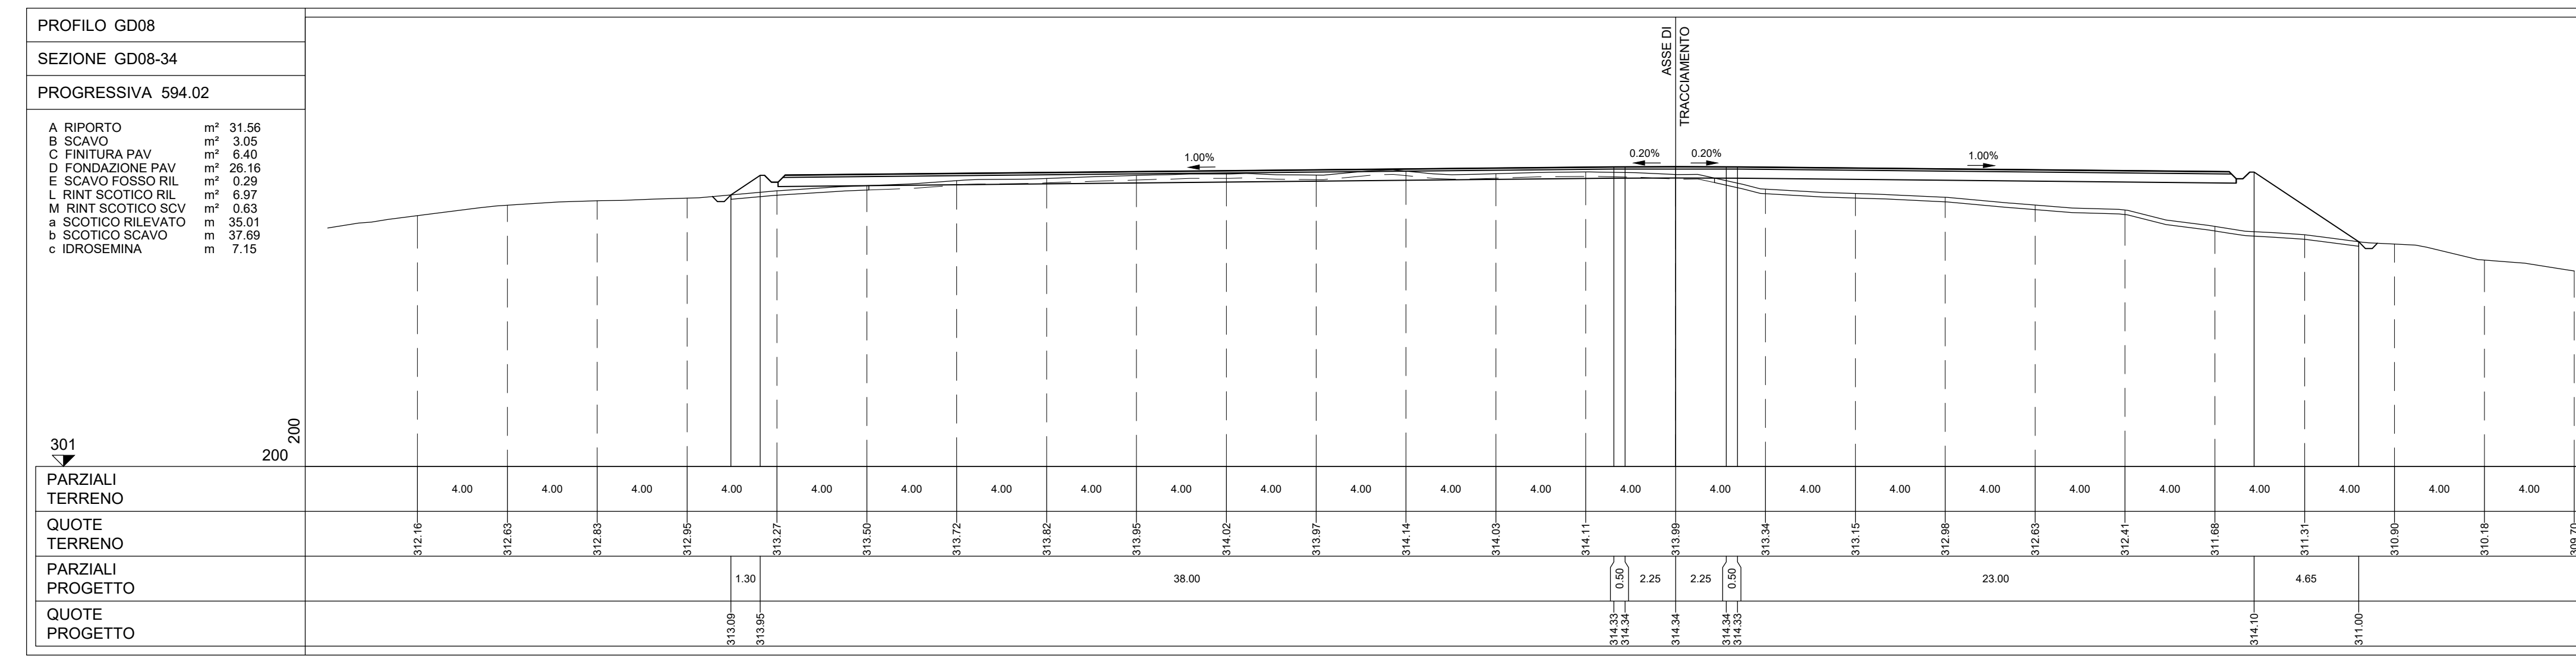 PROFILO GD08
SEZIONE GD08-34
PROGRESSIVA 594.02
A RIPORTO m² 31.56
B SCAVO m² 3.05
C FINITURA PAV m² 6.40
D FONDAZIONE PAV m² 26.16
E SCAVO FOSSO RIL m² 0.29
L RINT SCOTICO RIL m² 6.97
M RINT SCOTICO SCV m² 0.63
a SCOTICO RILEVATO m 35.01
b SCOTICO SCAVO m 37.69
c IDROSEMINA m 7.15
ASSE DI
TRACCIAMENTO
1.00% 0.20% 0.20% 1.00%
301
200
200
PARZIALI
TERRENO
4.00 4.00 4.00 4.00 4.00 4.00 4.00 4.00 4.00 4.00 4.00 4.00 4.00 4.00 4.00 4.00 4.00 4.00 4.00 4.00 4.00 4.00 4.00 4.00
QUOTE
TERRENO
312.16 312.63 312.83 312.95 313.27 313.50 313.72 313.82 313.95 314.02 313.97 314.14 314.03 314.11 313.99 313.34 313.15 312.98 312.63 312.41 311.68 311.31 310.90 310.18 309.70
PARZIALI
PROGETTO
1.30 38.00 0.50 2.25 2.25 0.50 23.00 4.65
QUOTE
PROGETTO
313.09 313.95 314.33 314.34 314.34 314.34 314.33 314.10 311.00